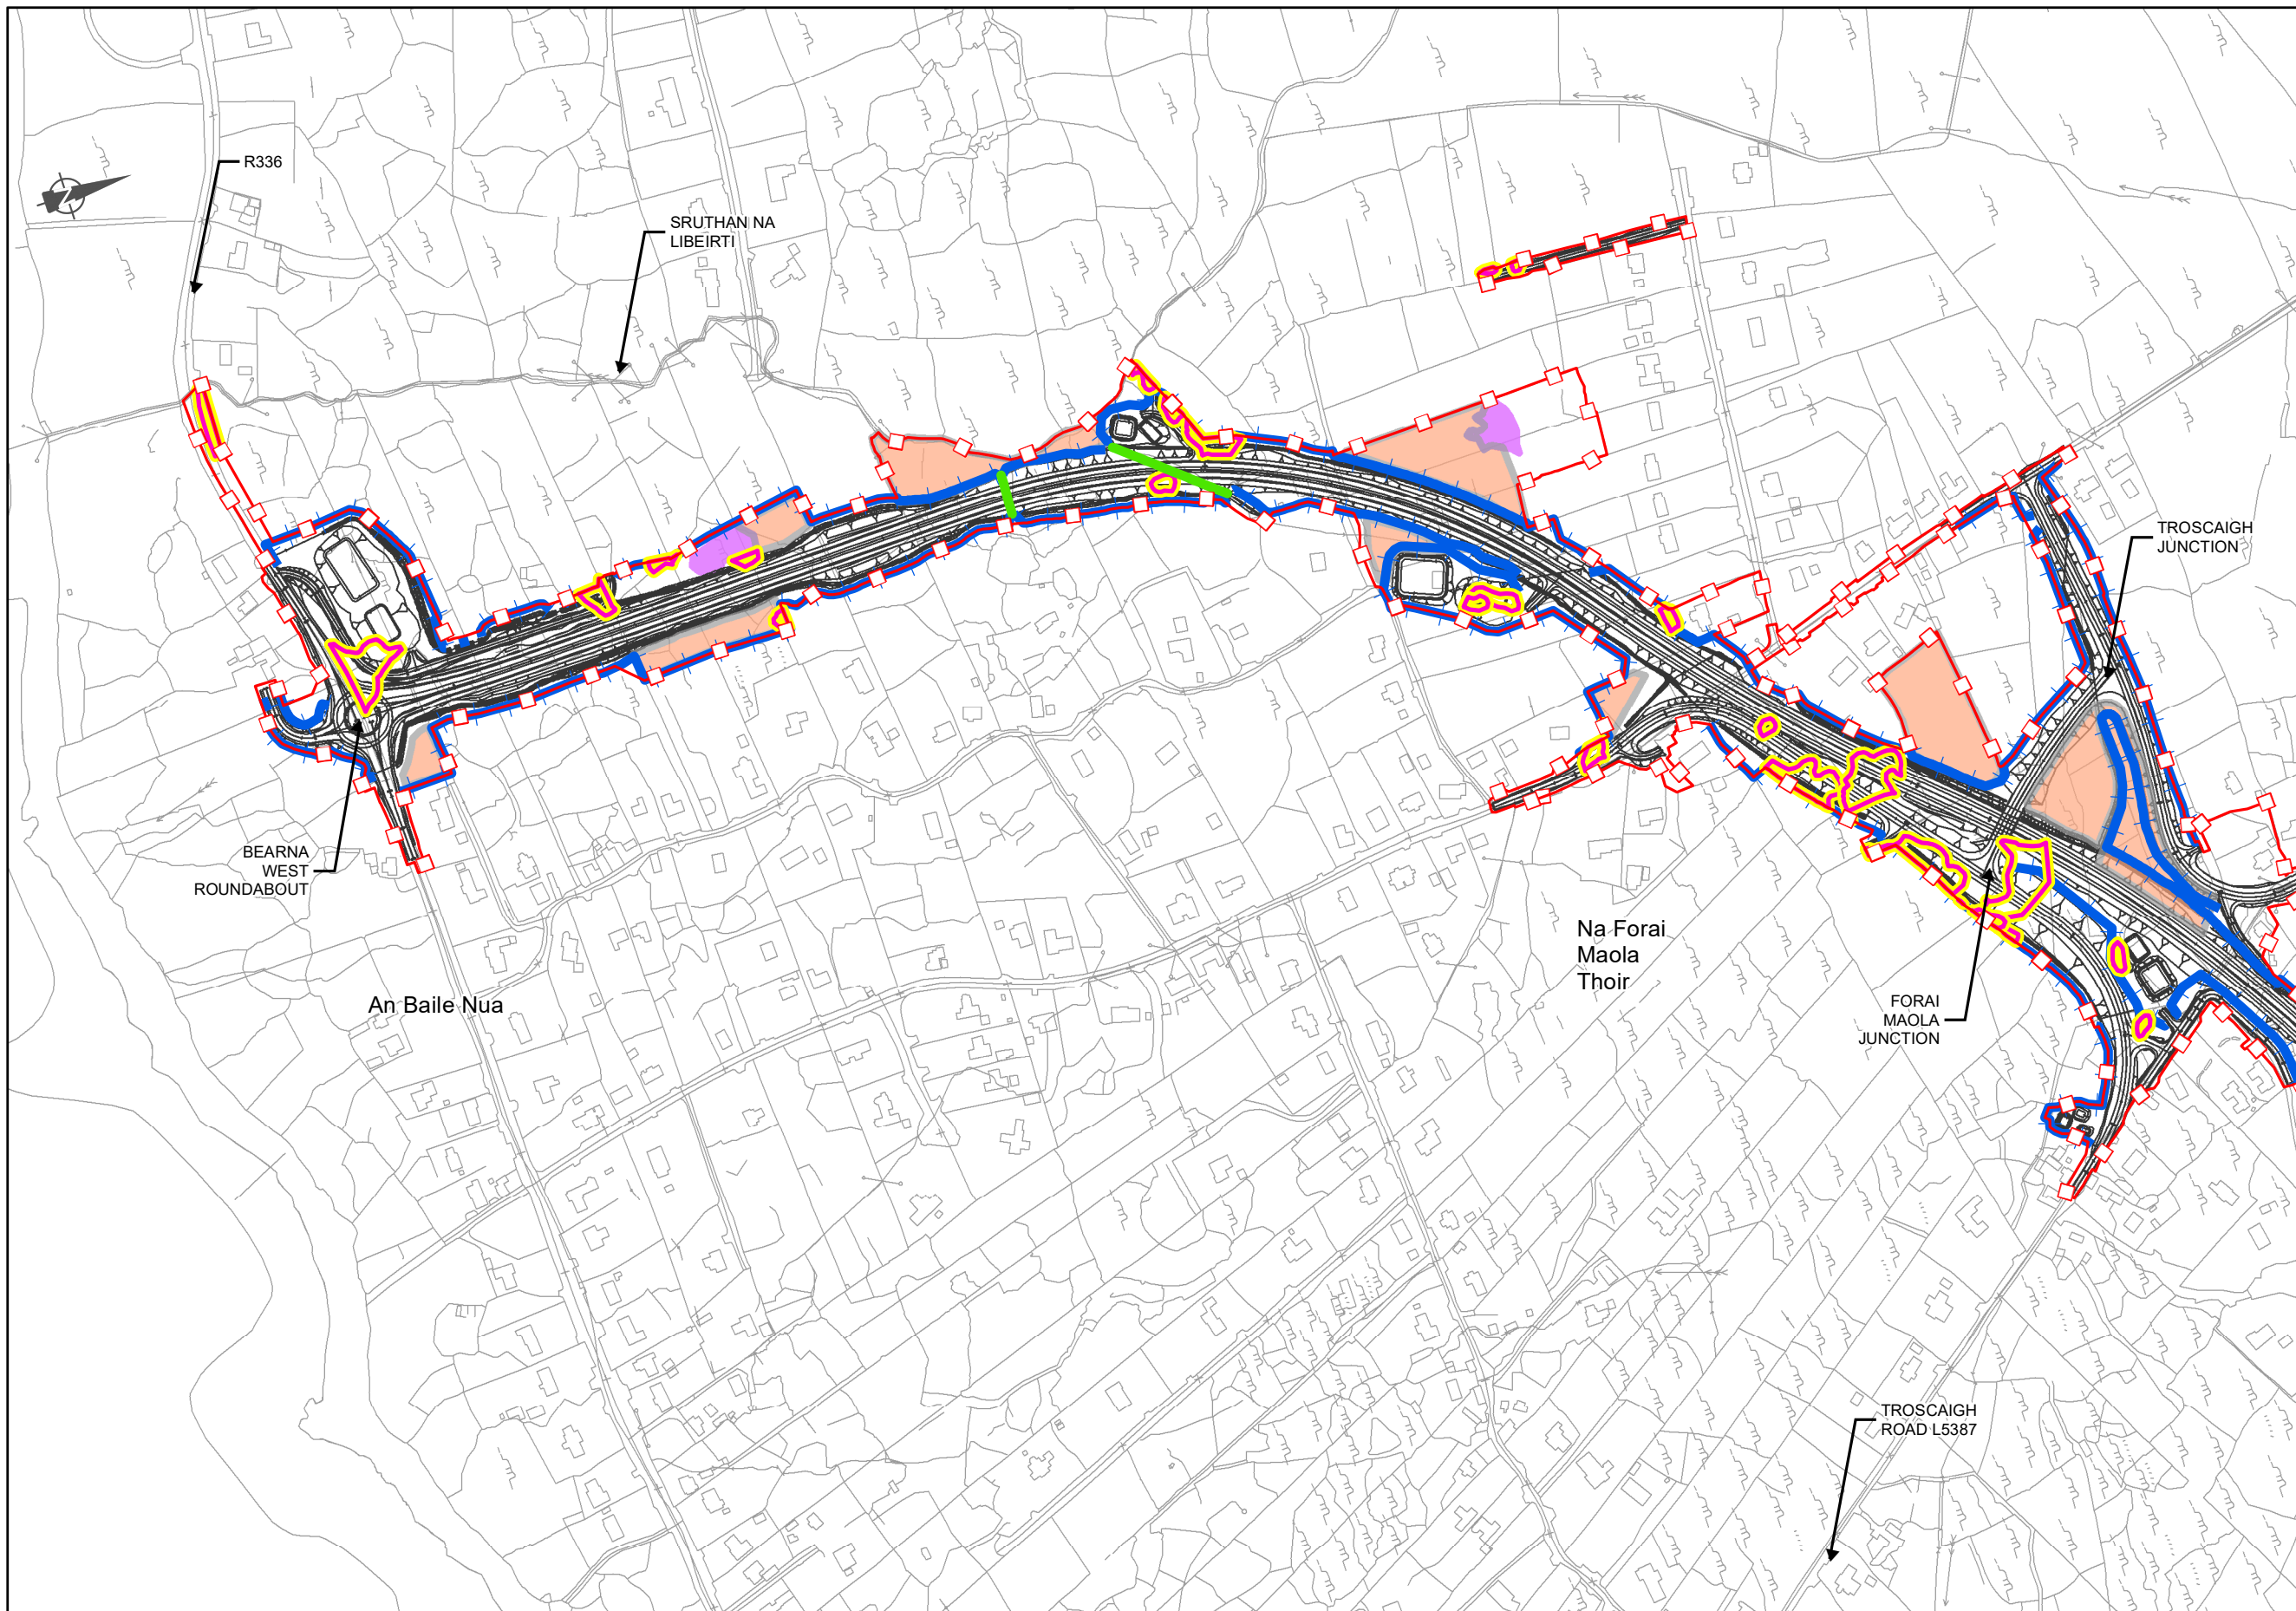 R336
SRUTHAN NA
LIBEIRTI
TROSCAIGH
JUNCTION
BEARNA
WEST
ROUNDABOUT
Na Forai
Maola
Thoir
An Baile Nua
FORAI
MAOLA
JUNCTION
TROSCAIGH
ROAD L5387